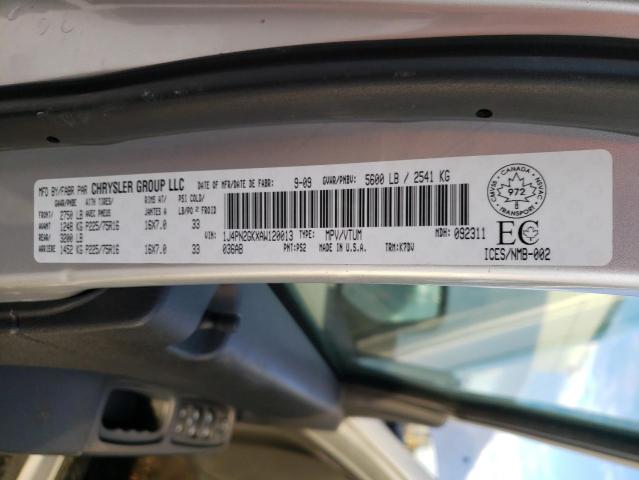 MFD BY/FABR PAR CHRYSLER GROUP LLC DATE OF MFR/DATE DE FABR: 9-09 GVWR/PNBV: 5600 LB / 2541 KG
GAWR/PNBE WITH TIRES/ RIMS AT/ PSI COLD/
FRONT/ 2750 LB AVEC PNEUS JANTES A LB/PO2 FROID
AVANT 1248 KG P225/75R16 16X7.0 33
REAR/ 3200 LB
ARRIERE 1452 KG P225/75R16 16X7.0 33
VIN: 1J4PN2GKXAW120013 TYPE: MPV/VTUM MDH: 092311
036AB PNT: PS2 MADE IN U.S.A. TRM: K7DV
CANADA
CMVSS NSVAC
972
B
TRANSPORT
EC
ICES/NMB-002